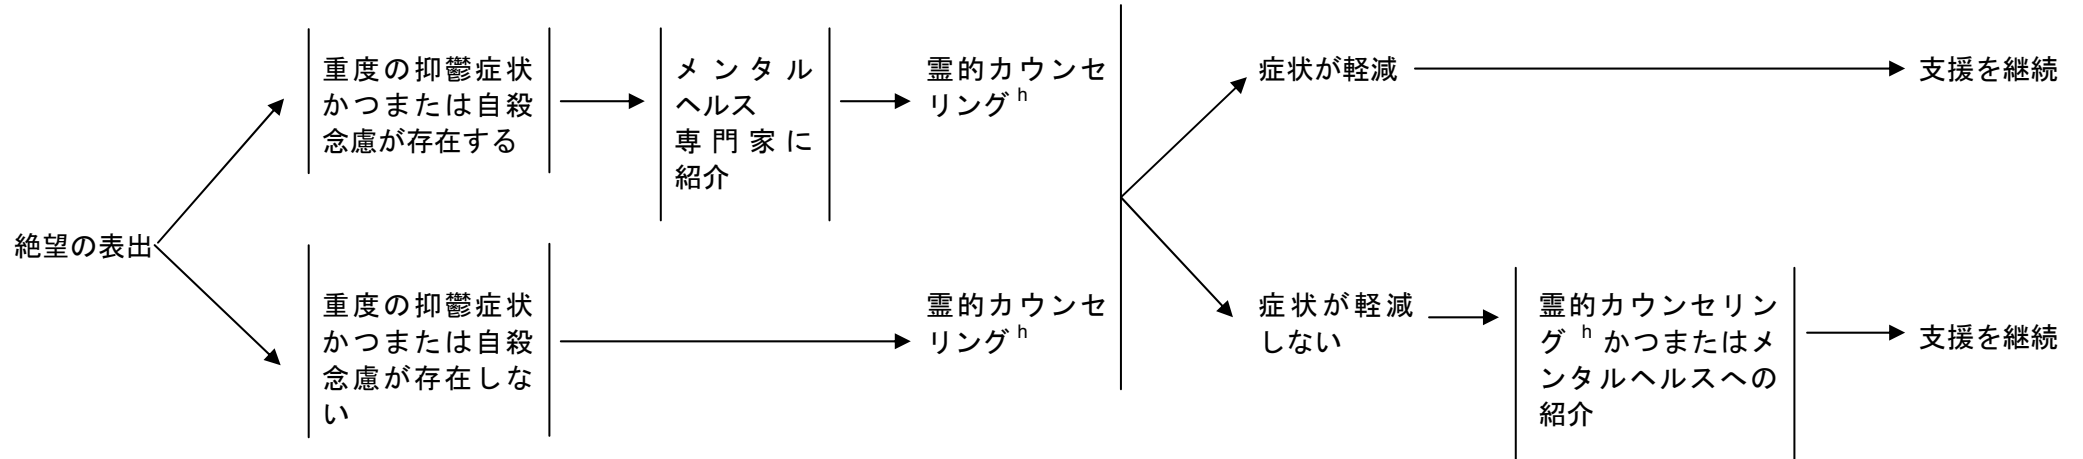 絶望の表出
重度の抑鬱症状
かつまたは自殺
念慮が存在する
メンタル
ヘルス
専門家に
紹介
霊的カウンセ
リング h
重度の抑鬱症状
かつまたは自殺
念慮が存在しな
い
霊的カウンセ
リング h
症状が軽減
支援を継続
症状が軽減
しない
霊的カウンセリン
グ h かつまたはメ
ンタルヘルスへの
紹介
支援を継続